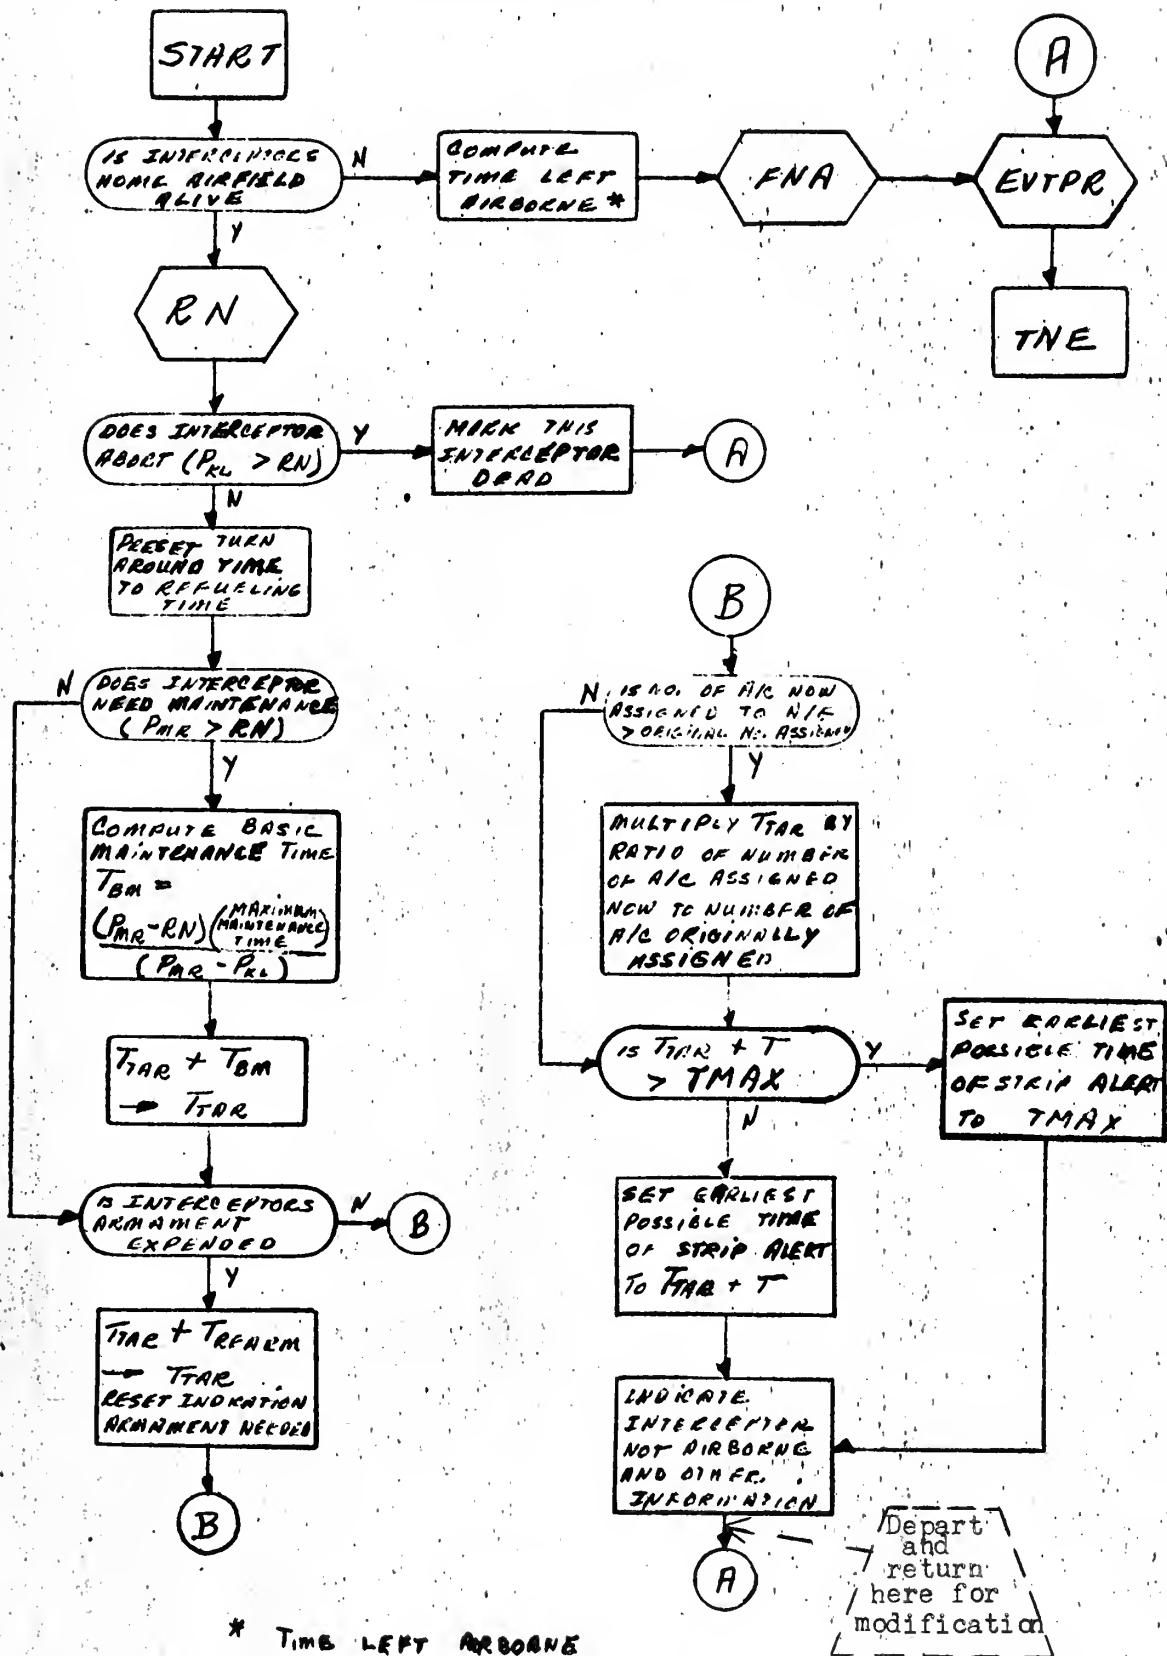 START
A
IS INTERCEPTORS
HOME AIRFIELD
ALIVE
N
COMPUTE
TIME LEFT
AIRBORNE *
FNA
EVTPR
Y
RN
TNE
DOES INTERCEPTOR
ABORT (PKL > RN)
Y
MARK THIS
INTERCEPTOR
DEAD
A
N
PRESET TURN
AROUND TIME
TO REFUELING
TIME
N
DOES INTERCEPTOR
NEED MAINTENANCE
(PMR > RN)
Y
COMPUTE BASIC
MAINTENANCE TIME
TBM =
(PMR-RN) (MAXIMUM
MAINTENANCE
TIME)
(PMR - PKL)
TTAR + TBM
→ TTAR
IS INTERCEPTORS
ARMAMENT
EXPENDED
N
B
Y
TTAR + TREARM
→ TTAR
RESET INDICATION
ARMAMENT NEEDED
B
B
N
IS NO. OF A/C NOW
ASSIGNED TO A/F
> ORIGINAL NO. ASSIGNED
Y
MULTIPLY TTAR BY
RATIO OF NUMBER
OF A/C ASSIGNED
NOW TO NUMBER OF
A/C ORIGINALLY
ASSIGNED
IS TTAR + T
> TMAX
Y
SET EARLIEST
POSSIBLE TIME
OF STRIP ALERT
TO TMAX
N
SET EARLIEST
POSSIBLE TIME
OF STRIP ALERT
TO TTAR + T
INDICATE
INTERCEPTOR
NOT AIRBORNE
AND OTHER
INFORMATION
A
Depart
and
return
here for
modification
* TIME LEFT AIRBORNE